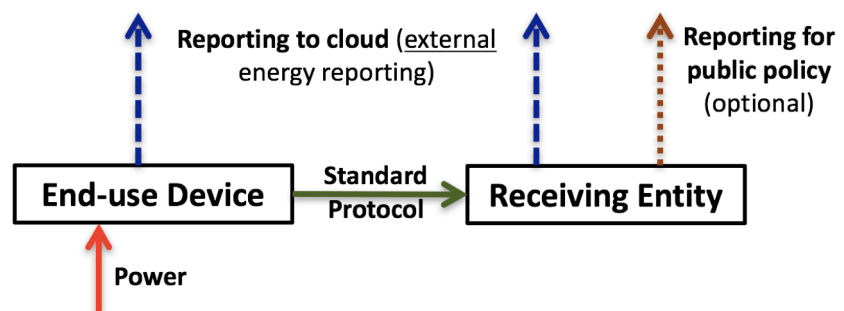 Reporting to cloud (external
energy reporting)
Reporting for
public policy
(optional)
End-use Device
Standard
Protocol
Receiving Entity
Power